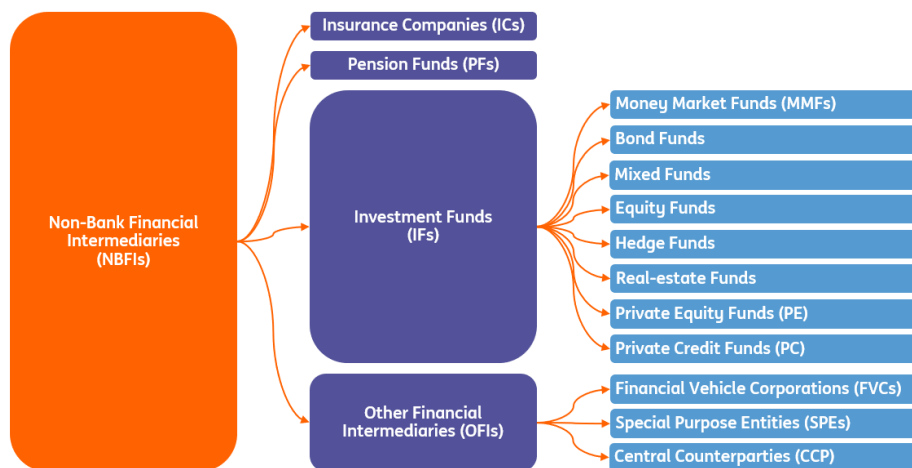 Non-Bank Financial
Intermediaries
(NBFIs)
Insurance Companies (ICs)
Pension Funds (PFs)
Investment Funds
(IFs)
Money Market Funds (MMFs)
Bond Funds
Mixed Funds
Equity Funds
Hedge Funds
Real-estate Funds
Private Equity Funds (PE)
Private Credit Funds (PC)
Other Financial
Intermediaries (OFIs)
Financial Vehicle Corporations (FVCs)
Special Purpose Entities (SPEs)
Central Counterparties (CCP)